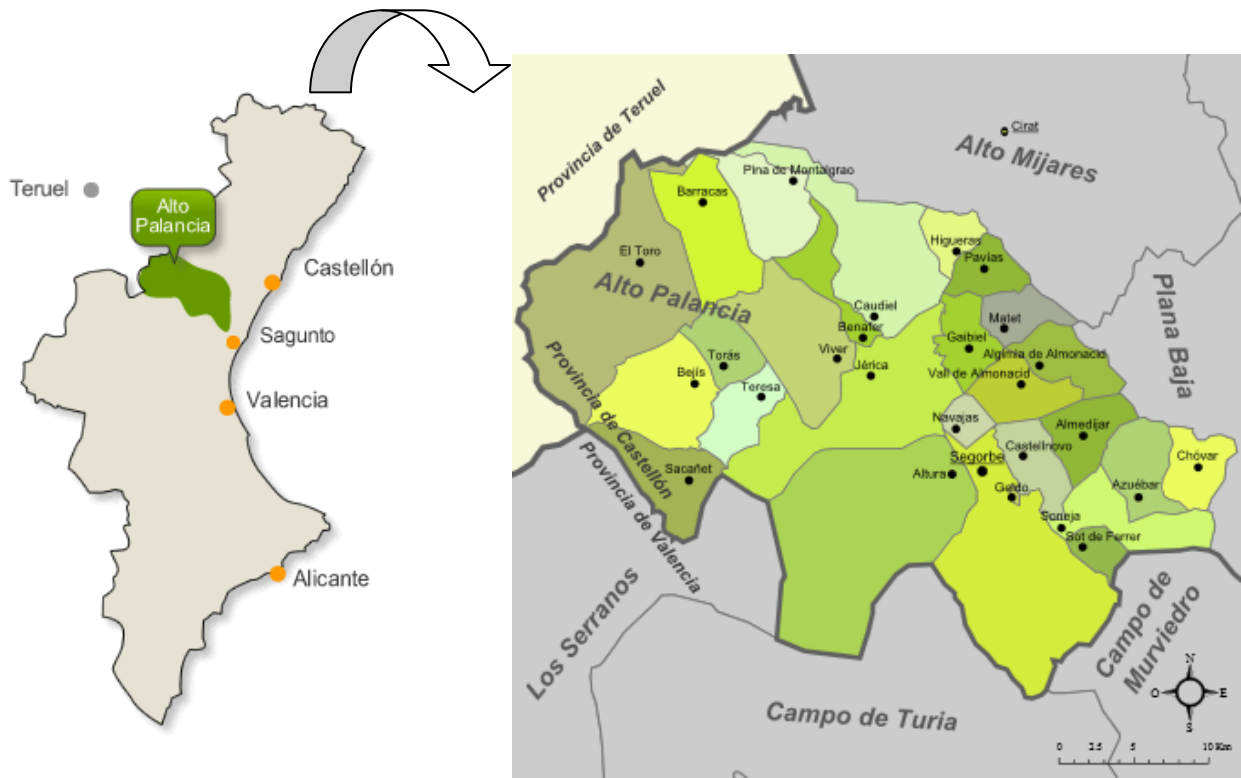 Teruel
Alto
Palancia
Castellón
Sagunto
Valencia
Alicante
Provincia de Teruel
Cirat
Alto Mijares
Pina de Montalgrao
Barracas
El Toro
Higueras
Pavías
Alto Palancia
Plana Baja
Caudiel
Benafer
Matet
Gaibiel
Algimia de Almonacid
Viver
Jérica
Torás
Bejís
Teresa
Vall de Almonacid
Provincia de Castellón
Navajas
Almedíjar
Castellnovo
Segorbe
Chóvar
Altura
Sacañet
Geldo
Azuébar
Soneja
Sot de Ferrer
Provincia de Valencia
Los Serranos
Campo de
Murviedro
Campo de Turia
N
O
E
S
0 2.5 5 10 Km